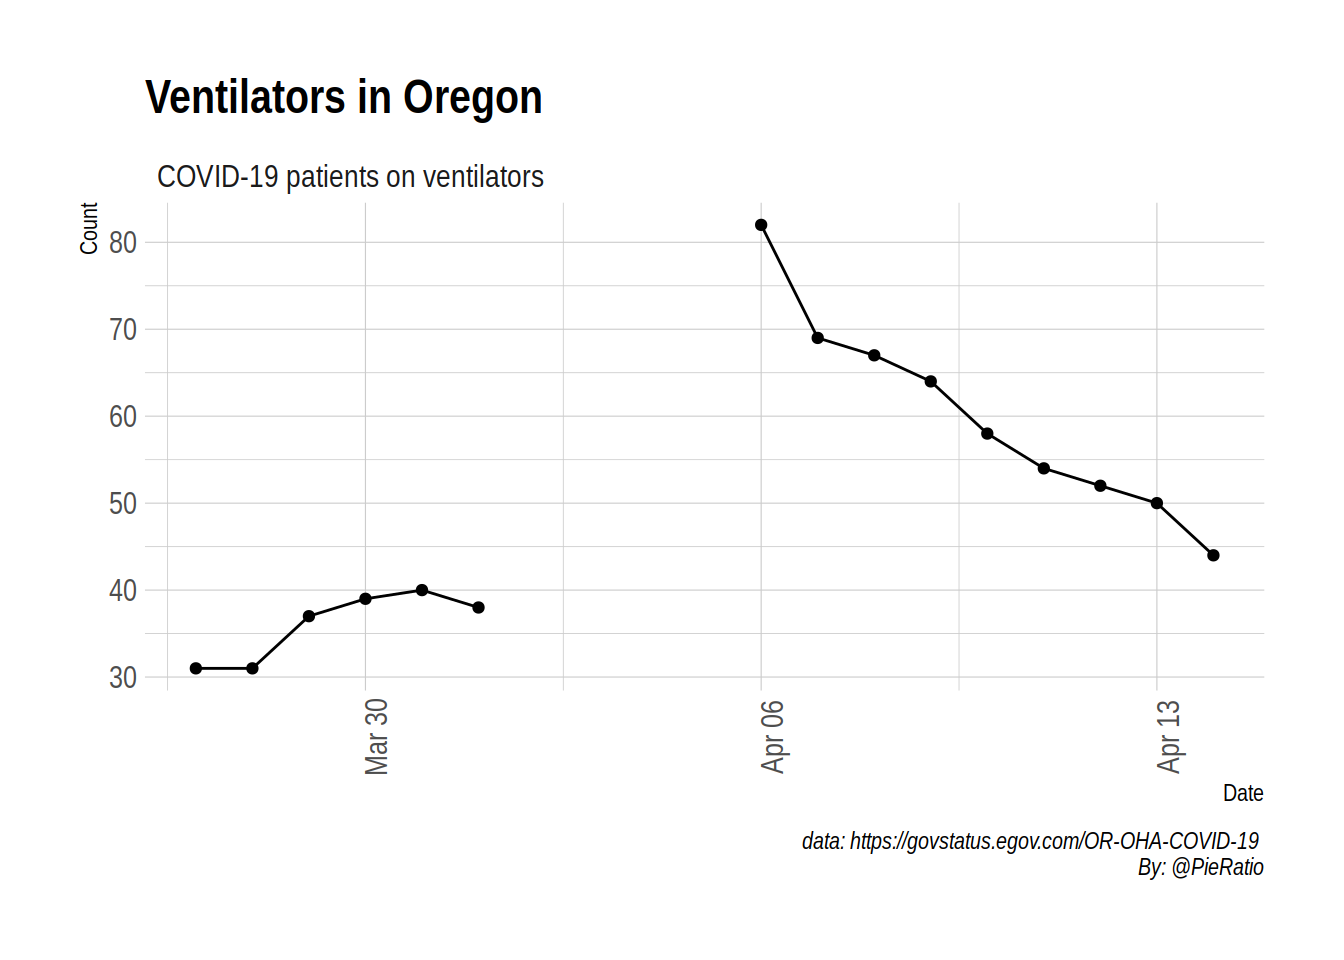 Ventilators in Oregon
COVID-19 patients on ventilators
Count
80
70
60
50
40
30
Mar 30
Apr 06
Apr 13
Date
data: https://govstatus.egov.com/OR-OHA-COVID-19
By: @PieRatio